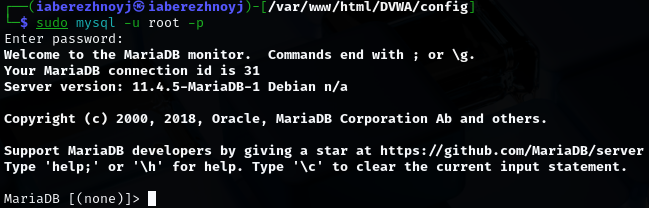 ┌──(iaberezhnoyj㉿iaberezhnoyj)-[/var/www/html/DVWA/config]
└─$ sudo mysql -u root -p
Enter password:
Welcome to the MariaDB monitor.  Commands end with ; or \g.
Your MariaDB connection id is 31
Server version: 11.4.5-MariaDB-1 Debian n/a
Copyright (c) 2000, 2018, Oracle, MariaDB Corporation Ab and others.
Support MariaDB developers by giving a star at https://github.com/MariaDB/server
Type 'help;' or '\h' for help. Type '\c' to clear the current input statement.
MariaDB [(none)]>